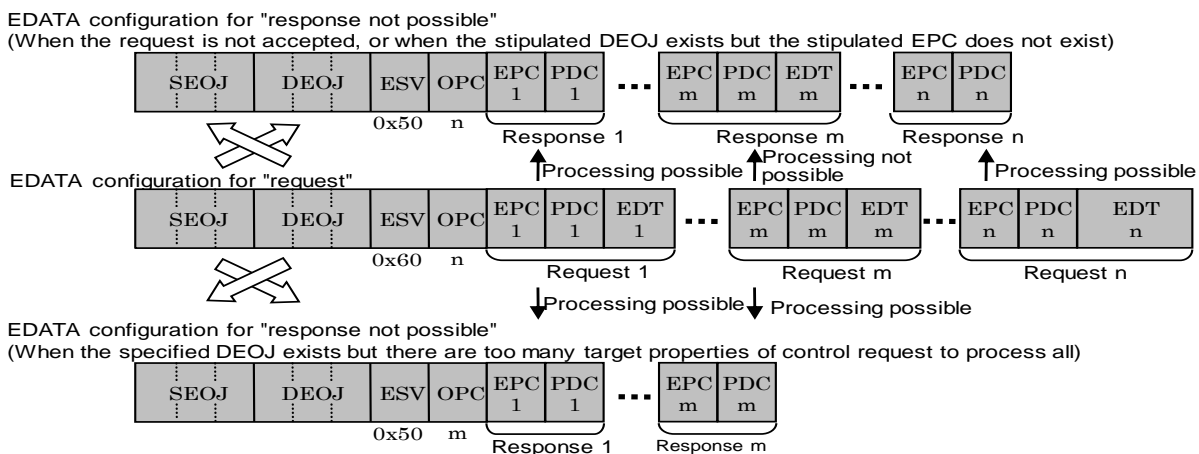 EDATA configuration for "response not possible"
(When the request is not accepted, or when the stipulated DEOJ exists but the stipulated EPC does not exist)
SEOJ DEOJ ESV OPC EPC 1 PDC 1 ... EPC m PDC m EDT m ... EPC n PDC n
0x50 n
Response 1 Response m Response n
Processing possible Processing not possible Processing possible
EDATA configuration for "request"
SEOJ DEOJ ESV OPC EPC 1 PDC 1 EDT 1 ... EPC m PDC m EDT m ... EPC n PDC n EDT n
0x60 n
Request 1 Request m Request n
Processing possible Processing possible
EDATA configuration for "response not possible"
(When the specified DEOJ exists but there are too many target properties of control request to process all)
SEOJ DEOJ ESV OPC EPC 1 PDC 1 ... EPC m PDC m
0x50 m
Response 1 Response m